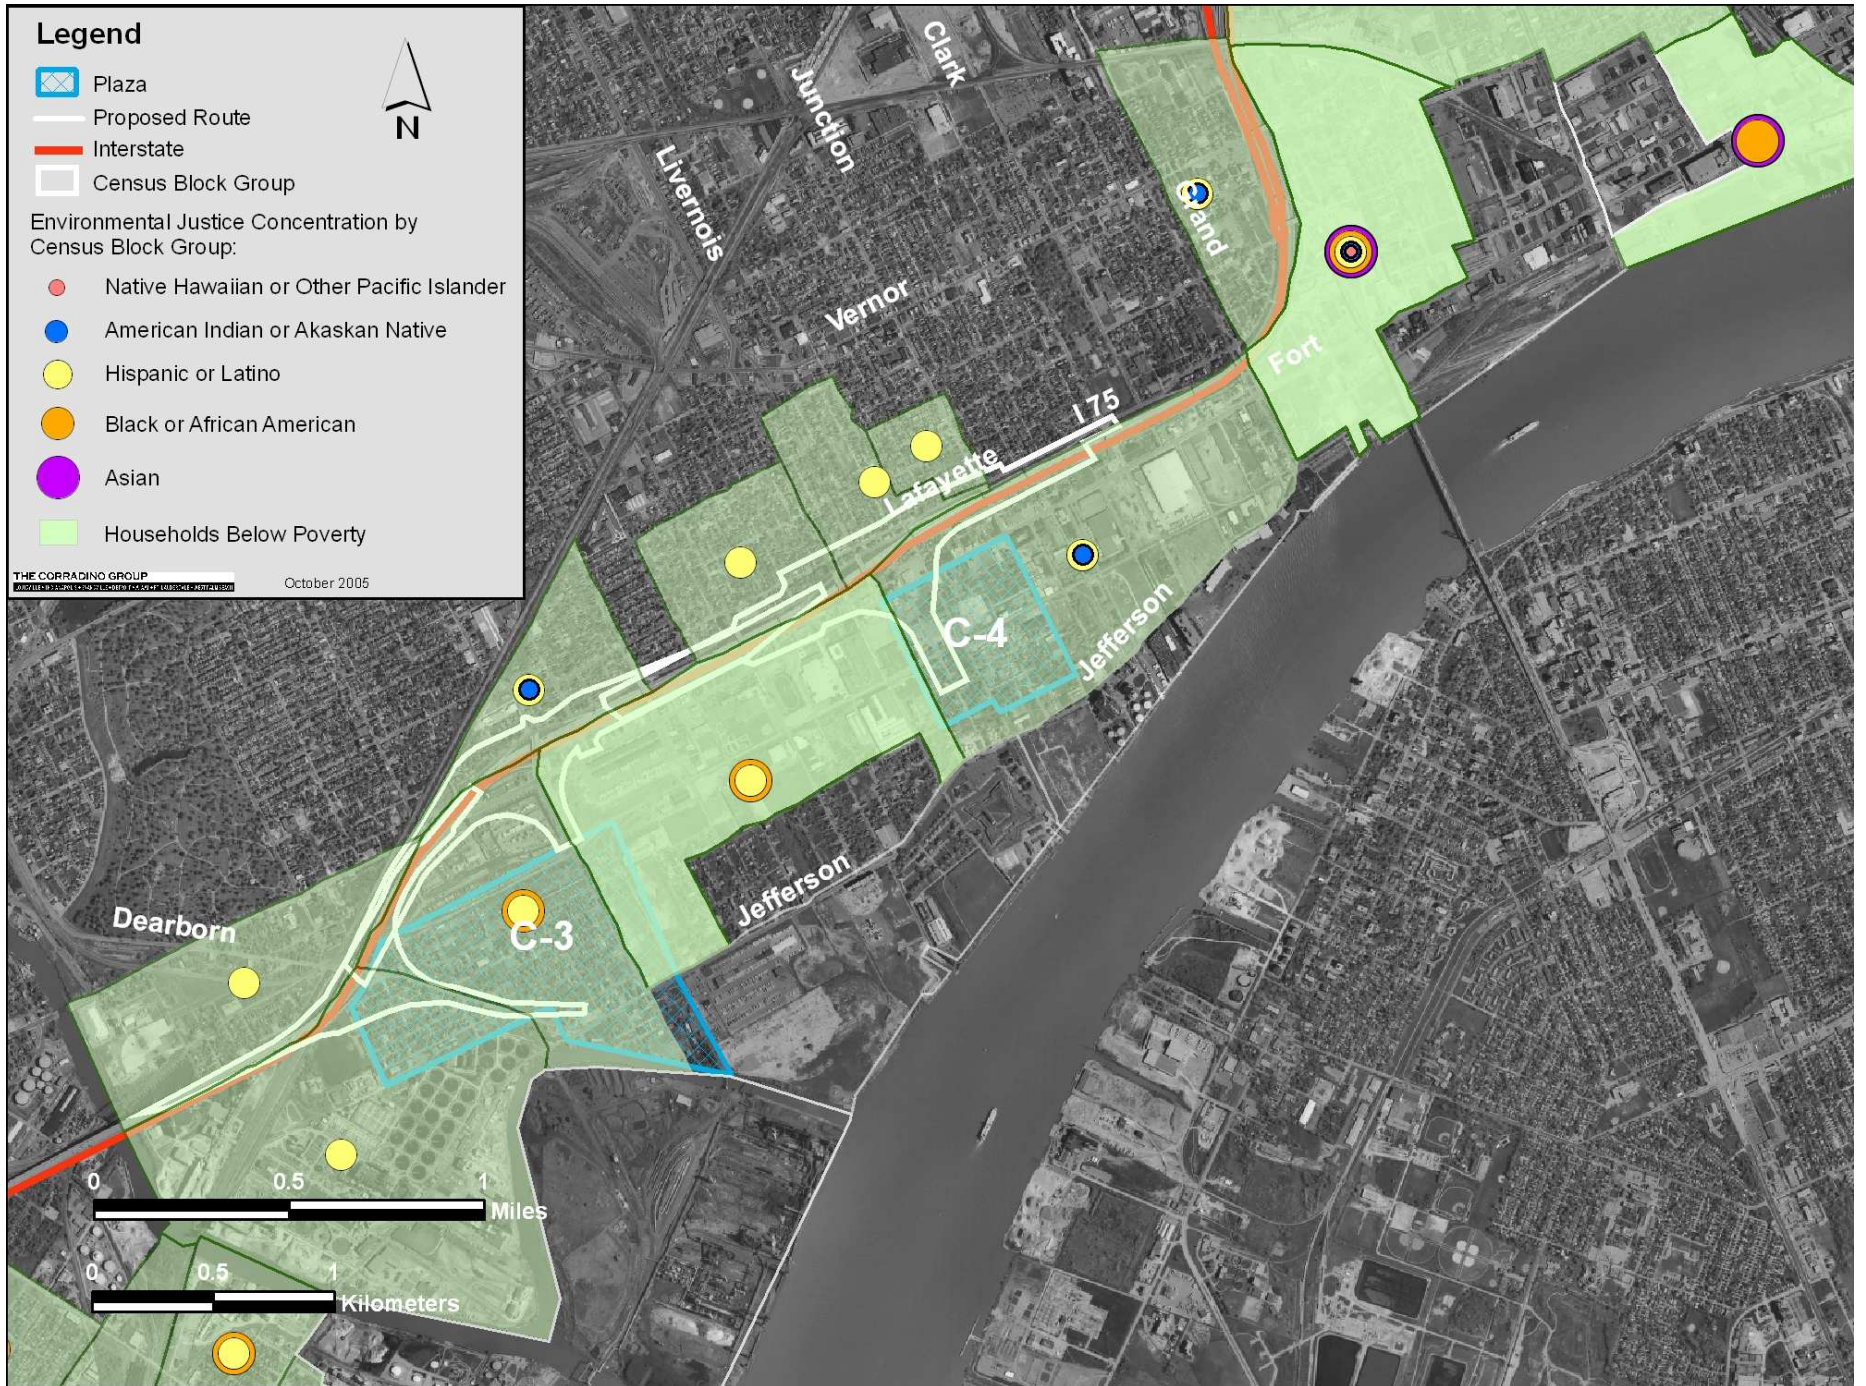 Legend
Plaza
Proposed Route
Interstate
Census Block Group
Environmental Justice Concentration by
Census Block Group:
Native Hawaiian or Other Pacific Islander
American Indian or Akaskan Native
Hispanic or Latino
Black or African American
Asian
Households Below Poverty
N
THE CORRADINO GROUP
October 2005
Clark
Junction
Livernois
Grand
Vernor
Fort
I 75
Lafayette
C-4
Jefferson
Jefferson
Dearborn
C-3
0 0.5 1
Miles
0 0.5 1
Kilometers